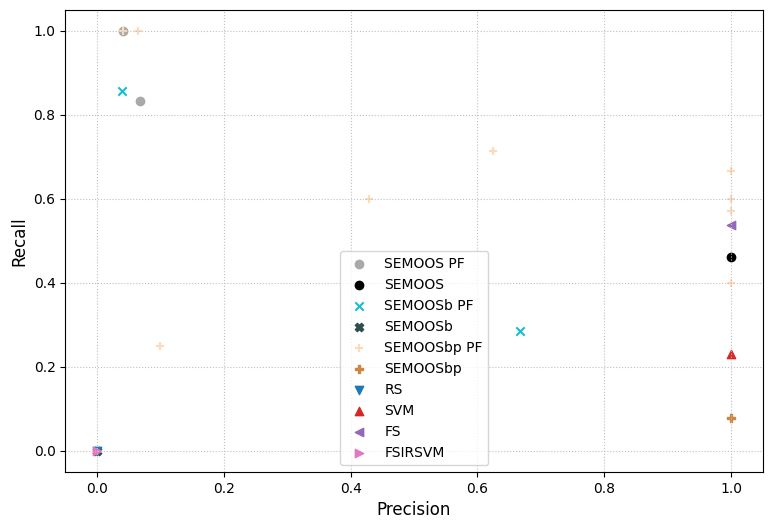 1.0
0.8
0.6
0.4
0.2
0.0
Recall
SEMOOS PF
SEMOOS
SEMOOSb PF
SEMOOSb
SEMOOSbp PF
SEMOOSbp
RS
SVM
FS
FSIRSVM
0.0 0.2 0.4 0.6 0.8 1.0
Precision